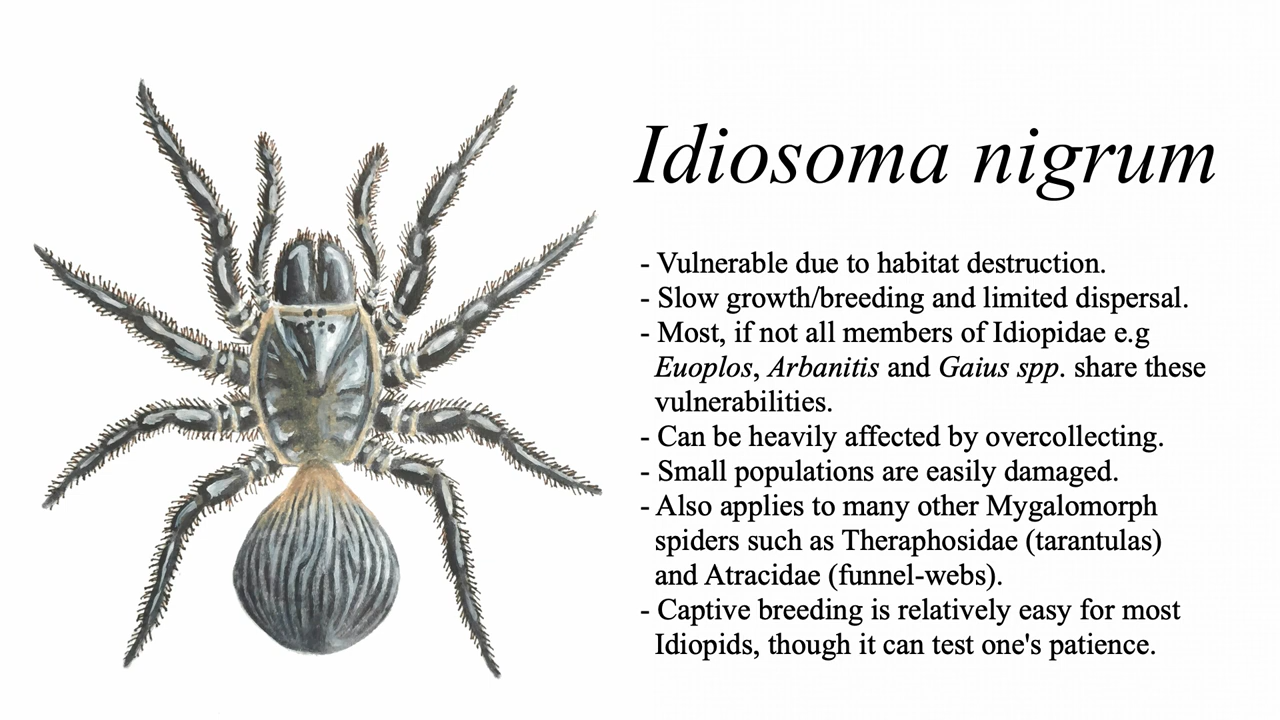 Idiosoma nigrum
- Vulnerable due to habitat destruction.
- Slow growth/breeding and limited dispersal.
- Most, if not all members of Idiopidae e.g
Euoplos, Arbanitis and Gaius spp. share these
vulnerabilities.
- Can be heavily affected by overcollecting.
- Small populations are easily damaged.
- Also applies to many other Mygalomorph
spiders such as Theraphosidae (tarantulas)
and Atracidae (funnel-webs).
- Captive breeding is relatively easy for most
Idiopids, though it can test one's patience.